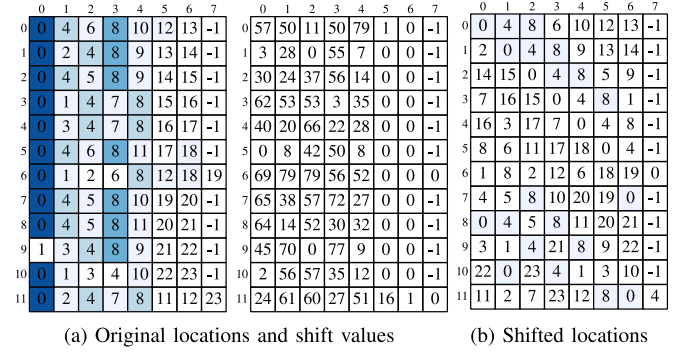 0 1 2 3 4 5 6 7
0 0 4 6 8 10 12 13 -1
1 0 2 4 8 9 13 14 -1
2 0 4 5 8 9 14 15 -1
3 0 1 4 7 8 15 16 -1
4 0 3 4 7 8 16 17 -1
5 0 4 6 8 11 17 18 -1
6 0 1 2 6 8 12 18 19
7 0 4 5 8 10 19 20 -1
8 0 4 5 8 11 20 21 -1
9 1 3 4 8 9 21 22 -1
10 0 1 3 4 10 22 23 -1
11 0 2 4 7 8 11 12 23
0 1 2 3 4 5 6 7
0 57 50 11 50 79 1 0 -1
1 3 28 0 55 7 0 0 -1
2 30 24 37 56 14 0 0 -1
3 62 53 53 3 35 0 0 -1
4 40 20 66 22 28 0 0 -1
5 0 8 42 50 8 0 0 -1
6 69 79 79 56 52 0 0 0
7 65 38 57 72 27 0 0 -1
8 64 14 52 30 32 0 0 -1
9 45 70 0 77 9 0 0 -1
10 2 56 57 35 12 0 0 -1
11 24 61 60 27 51 16 1 0
(a) Original locations and shift values
0 1 2 3 4 5 6 7
0 0 4 8 6 10 12 13 -1
1 2 0 4 8 9 13 14 -1
2 14 15 0 4 8 5 9 -1
3 7 16 15 0 4 8 1 -1
4 16 3 17 7 0 4 8 -1
5 8 6 11 17 18 0 4 -1
6 1 8 2 12 6 18 19 0
7 4 5 8 10 20 19 0 -1
8 0 4 5 8 11 20 21 -1
9 3 1 4 21 8 9 22 -1
10 22 0 23 4 1 3 10 -1
11 11 2 7 23 12 8 0 4
(b) Shifted locations